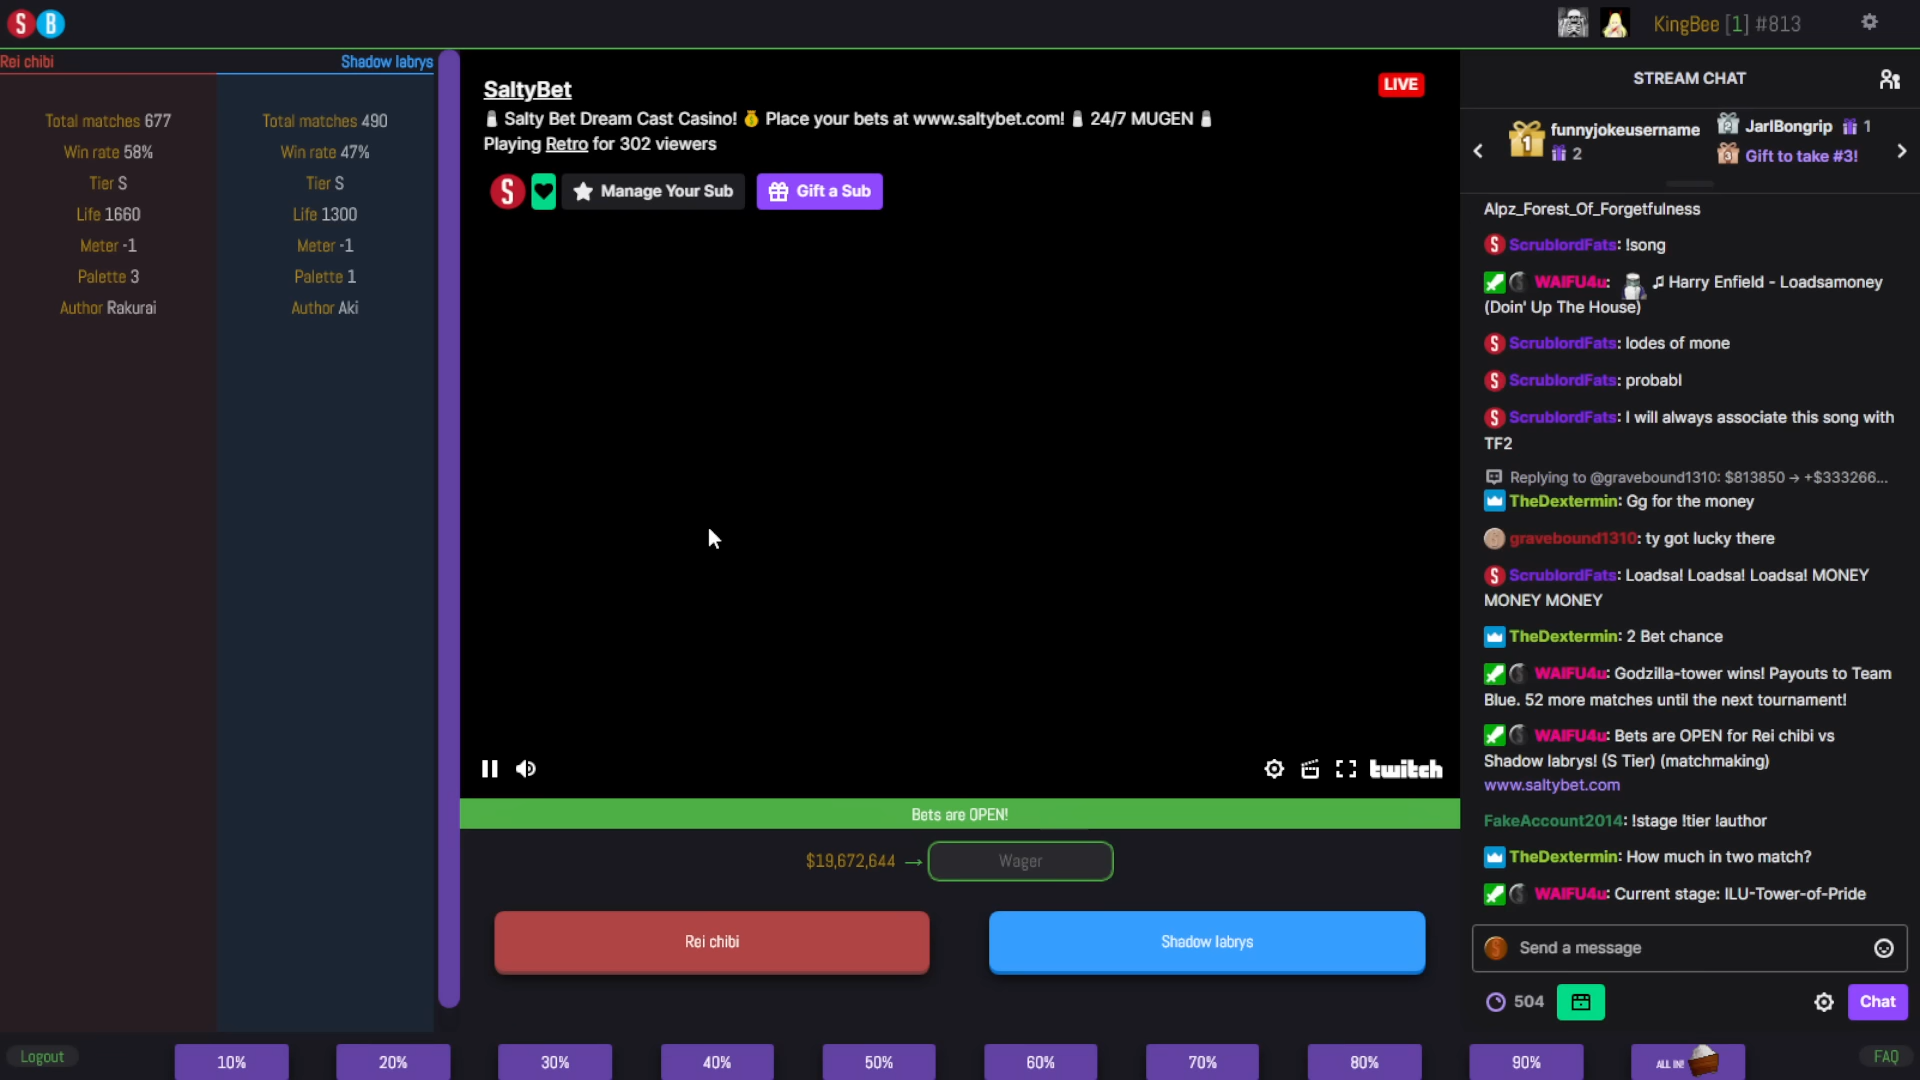 S B
KingBee [1] #813
Rei chibi
Shadow labrys
Total matches 677
Win rate 58%
Tier S
Life 1660
Meter -1
Palette 3
Author Rakurai
Total matches 490
Win rate 47%
Tier S
Life 1300
Meter -1
Palette 1
Author Aki
SaltyBet
LIVE
Salty Bet Dream Cast Casino! Place your bets at www.saltybet.com! 24/7 MUGEN
Playing Retro for 302 viewers
S
Manage Your Sub
Gift a Sub
twitch
Bets are OPEN!
$19,672,644 → Wager
Rei chibi
Shadow labrys
STREAM CHAT
1 funnyjokeusername
2
2 JarlBongrip 1
3 Gift to take #3!
Alpz_Forest_Of_Forgetfulness
ScrublordFats: !song
WAIFU4u: ♫ Harry Enfield - Loadsamoney
(Doin' Up The House)
ScrublordFats: lodes of mone
ScrublordFats: probabl
ScrublordFats: I will always associate this song with
TF2
Replying to @gravebound1310: $813850 → +$333266...
TheDextermin: Gg for the money
gravebound1310: ty got lucky there
ScrublordFats: Loadsa! Loadsa! Loadsa! MONEY
MONEY MONEY
TheDextermin: 2 Bet chance
WAIFU4u: Godzilla-tower wins! Payouts to Team
Blue. 52 more matches until the next tournament!
WAIFU4u: Bets are OPEN for Rei chibi vs
Shadow labrys! (S Tier) (matchmaking)
www.saltybet.com
FakeAccount2014: !stage !tier !author
TheDextermin: How much in two match?
WAIFU4u: Current stage: ILU-Tower-of-Pride
Send a message
504
Chat
Logout
10%
20%
30%
40%
50%
60%
70%
80%
90%
ALL IN!
FAQ